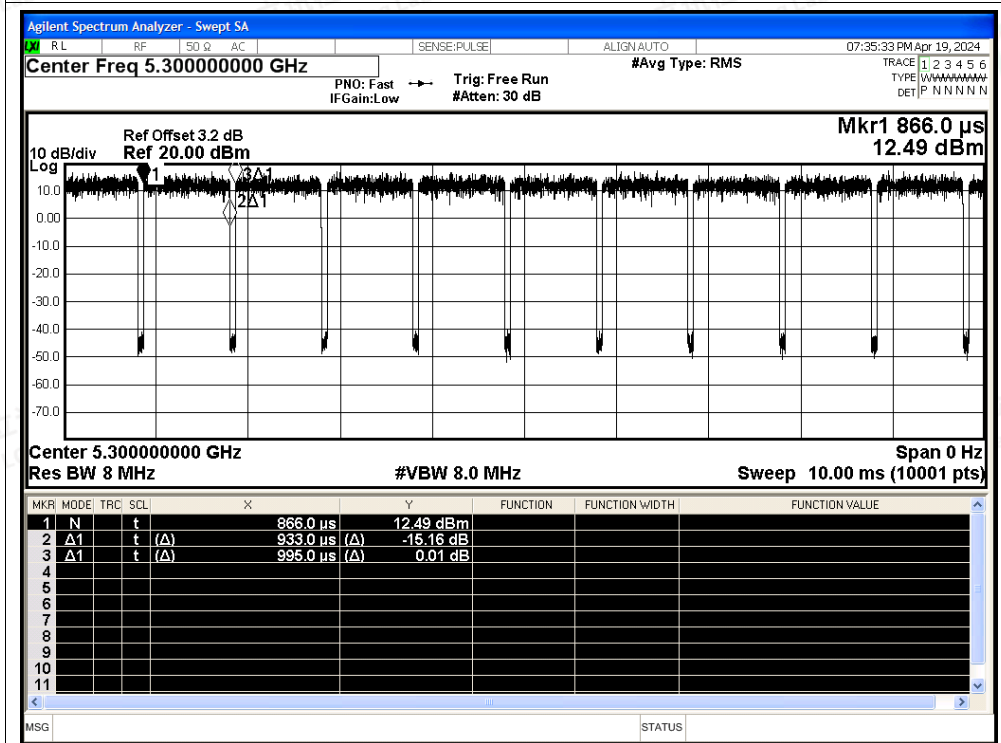 Agilent Spectrum Analyzer - Swept SA
LXI RL RF 50 Ω AC SENSE:PULSE ALIGN AUTO 07:35:33 PM Apr 19, 2024
Center Freq 5.300000000 GHz #Avg Type: RMS TRACE 1 2 3 4 5 6
PNO: Fast Trig: Free Run TYPE WWWWWW
IFGain:Low #Atten: 30 dB DET P N N N N N
Mkr1 866.0 µs
Ref Offset 3.2 dB
10 dB/div Ref 20.00 dBm 12.49 dBm
Log
1 3Δ1
10.0
2Δ1
0.00
-10.0
-20.0
-30.0
-40.0
-50.0
-60.0
-70.0
Center 5.300000000 GHz Span 0 Hz
Res BW 8 MHz #VBW 8.0 MHz Sweep 10.00 ms (10001 pts)
MKR MODE TRC SCL X Y FUNCTION FUNCTION WIDTH FUNCTION VALUE
1 N t 866.0 µs 12.49 dBm
2 Δ1 t (Δ) 933.0 µs (Δ) -15.16 dB
3 Δ1 t (Δ) 995.0 µs (Δ) 0.01 dB
4
5
6
7
8
9
10
11
MSG STATUS